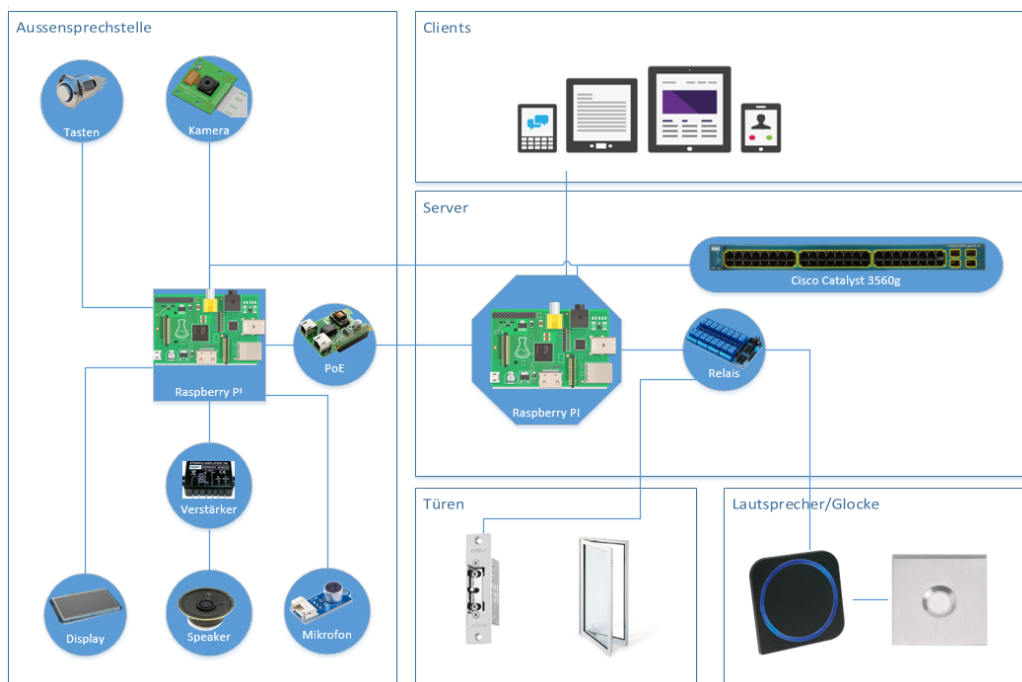 Aussensprechstelle
Tasten
Kamera
Raspberry PI
PoE
Verstärker
Display
Speaker
Mikrofon
Clients
Server
Cisco Catalyst 3560g
Raspberry PI
Relais
Türen
Lautsprecher/Glocke